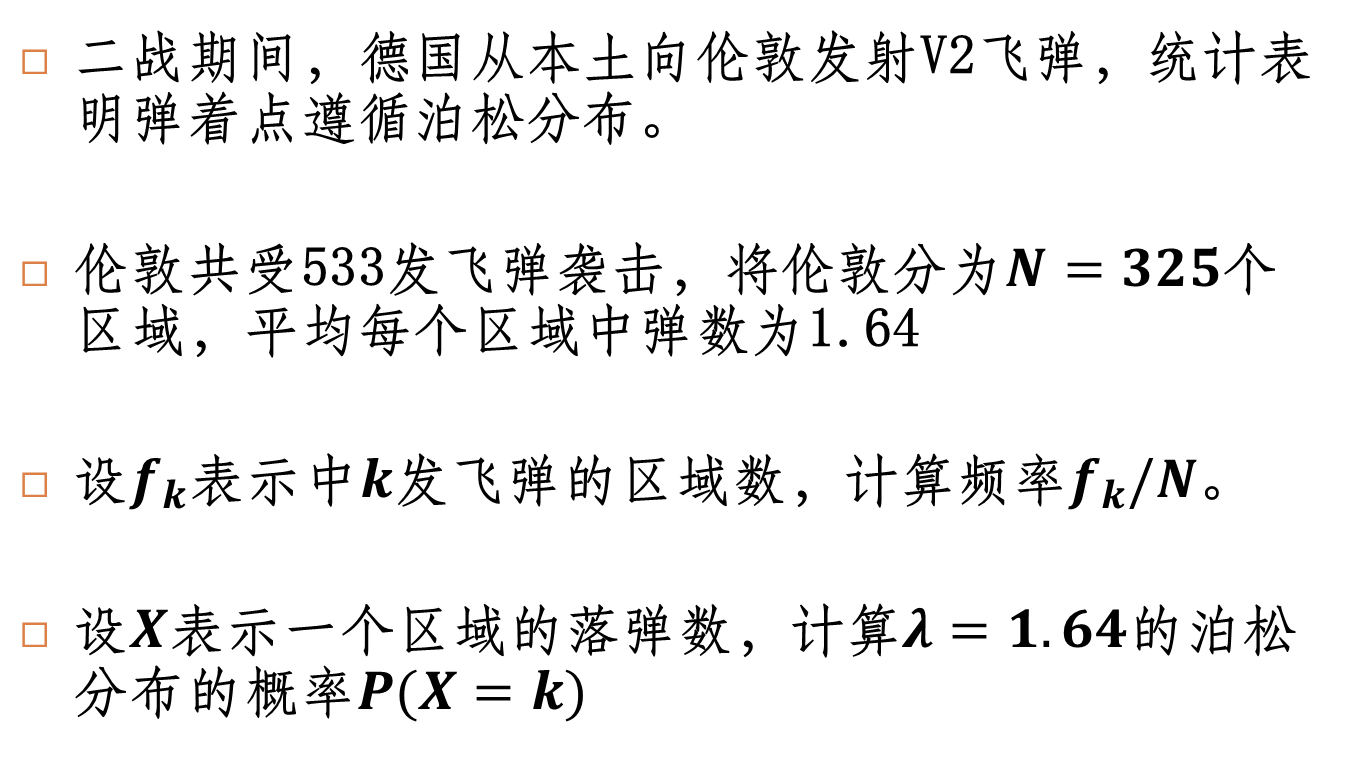 二战期间，德国从本土向伦敦发射V2飞弹，统计表
明弹着点遵循泊松分布。
伦敦共受533发飞弹袭击，将伦敦分为N = 325个
区域，平均每个区域中弹数为1.64
设fₖ表示中k发飞弹的区域数，计算频率fₖ/N。
设X表示一个区域的落弹数，计算λ = 1.64的泊松
分布的概率P(X = k)